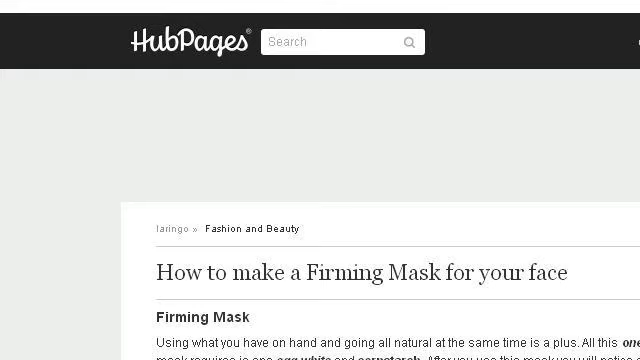 HubPages®
Search
laringo » Fashion and Beauty
How to make a Firming Mask for your face
Firming Mask
Using what you have on hand and going all natural at the same time is a plus. All this one
mask requires is one egg white and cornstarch. After you use this mask you will notice